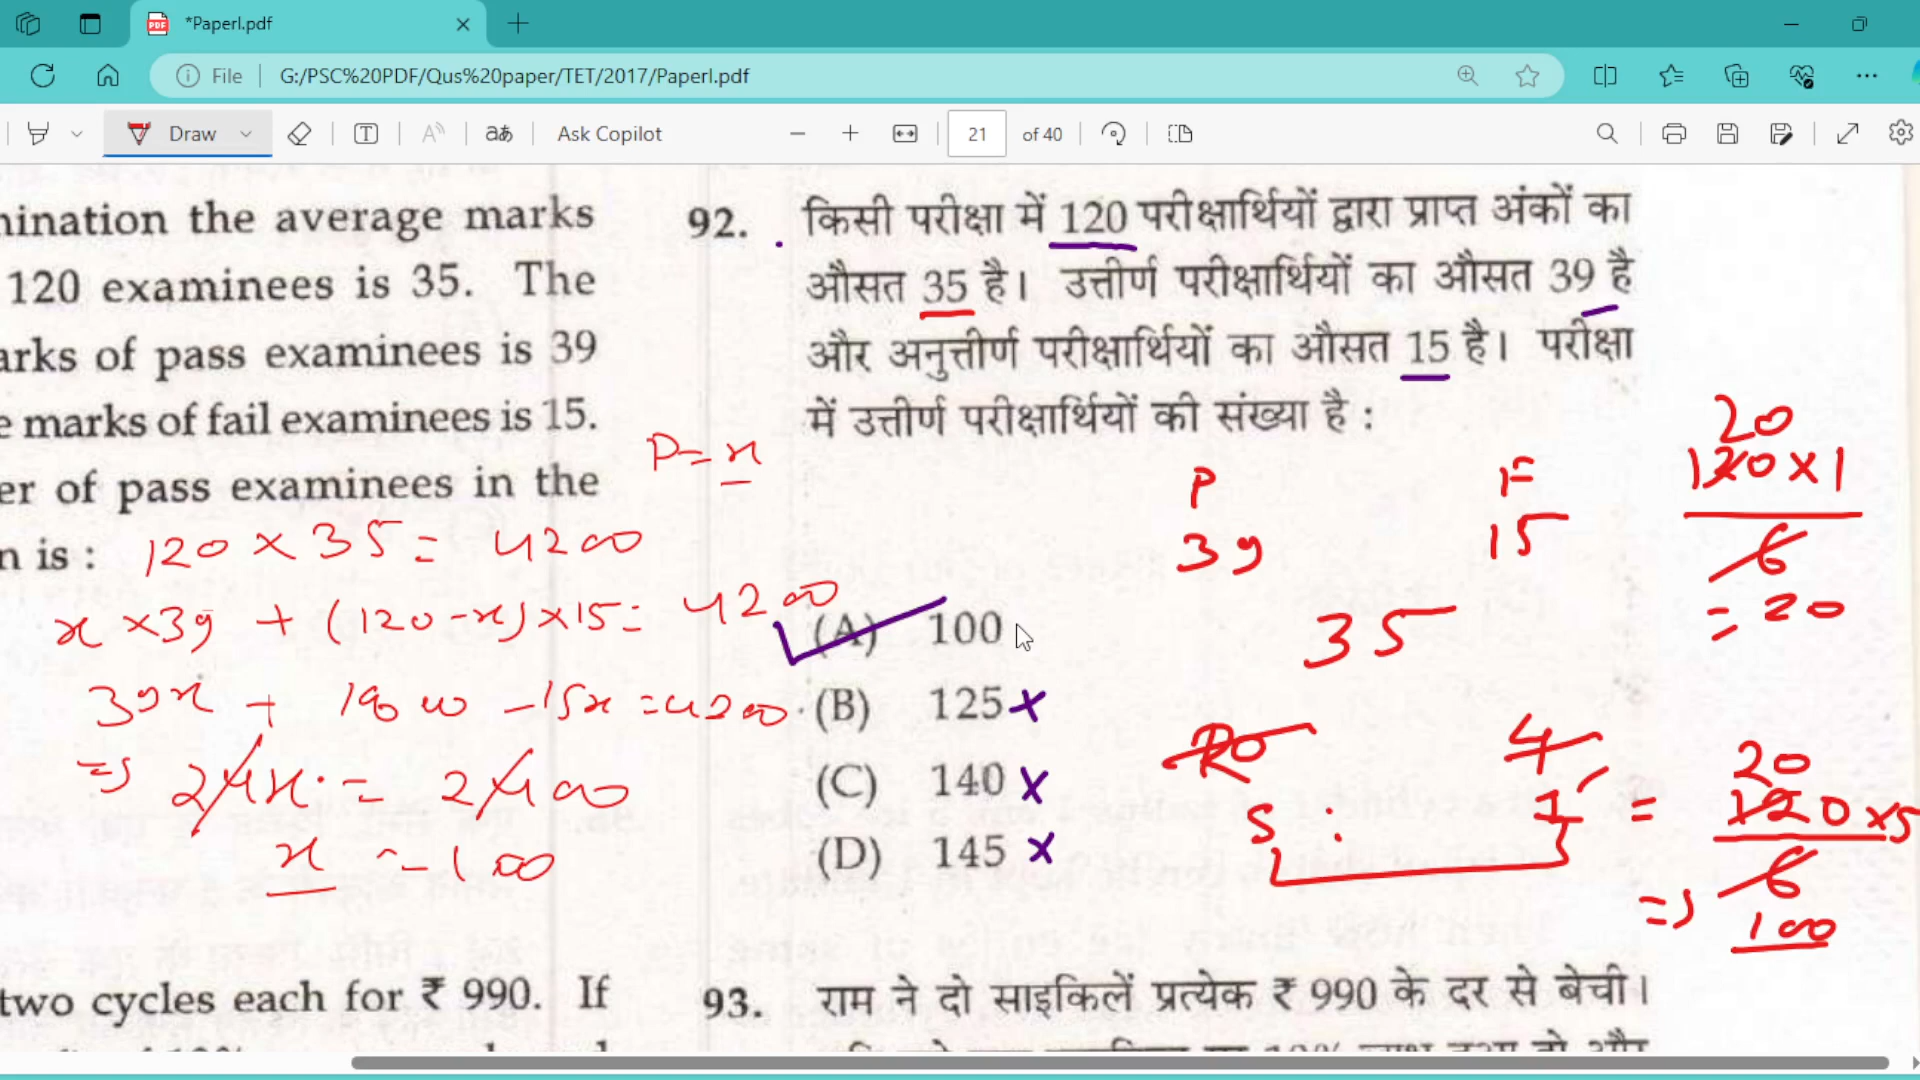 *Paperl.pdf
File G:/PSC%20PDF/Qus%20paper/TET/2017/Paperl.pdf
Draw
Ask Copilot
21 of 40
mination the average marks
120 examinees is 35. The
arks of pass examinees is 39
e marks of fail examinees is 15.
er of pass examinees in the
n is :
120 × 35 = 4200
x × 39 + (120 - x) × 15 = 4200
39x + 1800 - 15x = 4200
=> 24x = 2400
x = 100
two cycles each for ₹ 990. If
P = x
92. किसी परीक्षा में 120 परीक्षार्थियों द्वारा प्राप्त अंकों का
औसत 35 है। उत्तीर्ण परीक्षार्थियों का औसत 39 है
और अनुत्तीर्ण परीक्षार्थियों का औसत 15 है। परीक्षा
में उत्तीर्ण परीक्षार्थियों की संख्या है :
(A) 100
(B) 125 ×
(C) 140 ×
(D) 145 ×
P F
39 15
35
20 4
5 : 1
20
120 × 1
6
= 20
20
= 120 × 5
6
=> 100
93. राम ने दो साइकिलें प्रत्येक ₹ 990 के दर से बेची।